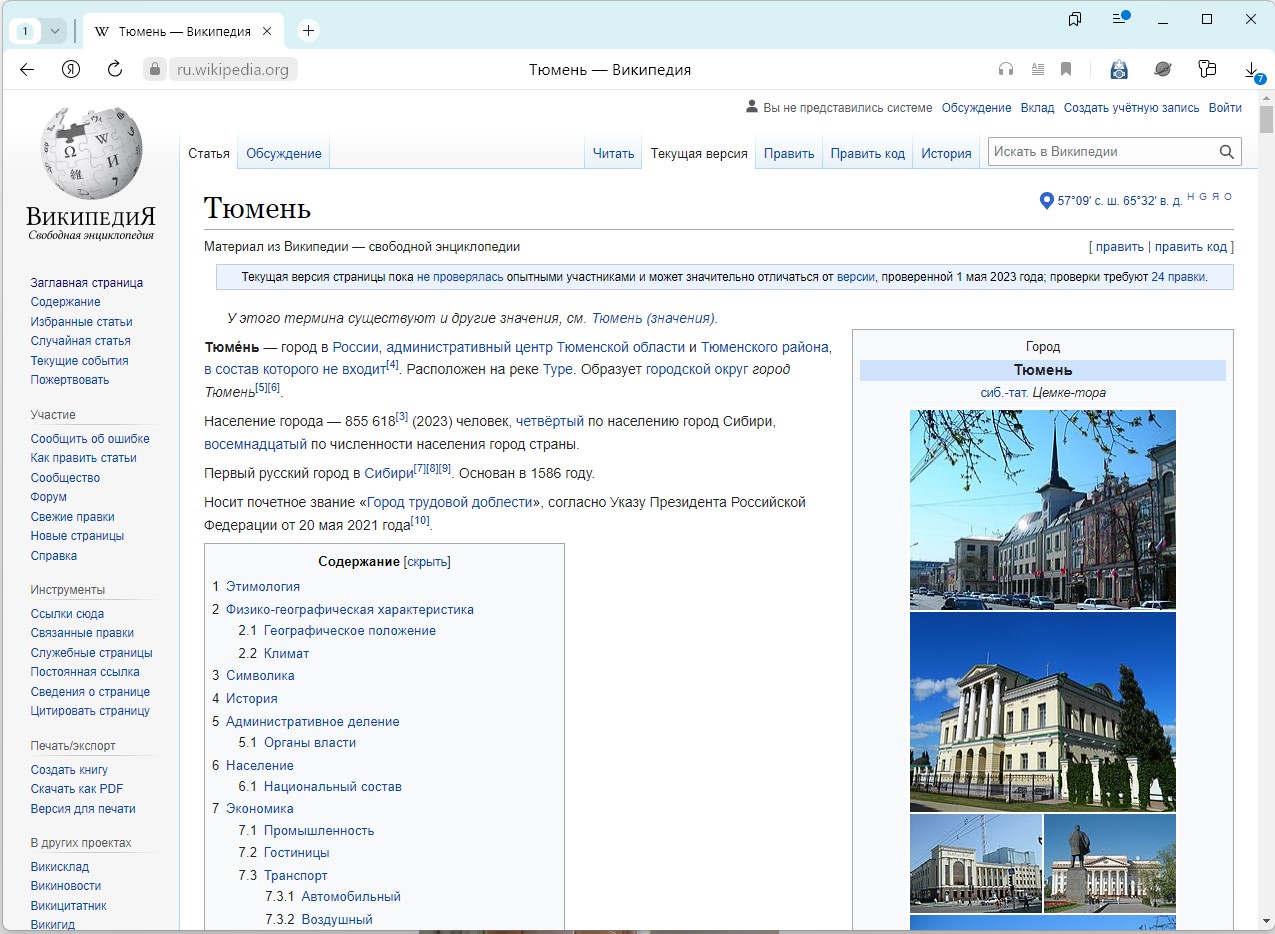 1
Тюмень — Википедия
ru.wikipedia.org
Тюмень — Википедия
7
Вы не представились системе Обсуждение Вклад Создать учётную запись Войти
Статья Обсуждение Читать Текущая версия Править Править код История Искать в Википедии
ВикипедиЯ
Свободная энциклопедия
Заглавная страница
Содержание
Избранные статьи
Случайная статья
Текущие события
Пожертвовать
Участие
Сообщить об ошибке
Как править статьи
Сообщество
Форум
Свежие правки
Новые страницы
Справка
Инструменты
Ссылки сюда
Связанные правки
Служебные страницы
Постоянная ссылка
Сведения о странице
Цитировать страницу
Печать/экспорт
Создать книгу
Скачать как PDF
Версия для печати
В других проектах
Викисклад
Викиновости
Викицитатник
Викигид
Тюмень
57°09′ с. ш. 65°32′ в. д. H G Я O
Материал из Википедии — свободной энциклопедии
[ править | править код ]
Текущая версия страницы пока не проверялась опытными участниками и может значительно отличаться от версии, проверенной 1 мая 2023 года; проверки требуют 24 правки.
У этого термина существуют и другие значения, см. Тюмень (значения).
Тюме́нь — город в России, административный центр Тюменской области и Тюменского района,
в состав которого не входит[4]. Расположен на реке Туре. Образует городской округ город
Тюмень[5][6].
Население города — 855 618[3] (2023) человек, четвёртый по населению город Сибири,
восемнадцатый по численности населения город страны.
Первый русский город в Сибири[7][8][9]. Основан в 1586 году.
Носит почетное звание «Город трудовой доблести», согласно Указу Президента Российской
Федерации от 20 мая 2021 года[10].
Содержание [скрыть]
1 Этимология
2 Физико-географическая характеристика
2.1 Географическое положение
2.2 Климат
3 Символика
4 История
5 Административное деление
5.1 Органы власти
6 Население
6.1 Национальный состав
7 Экономика
7.1 Промышленность
7.2 Гостиницы
7.3 Транспорт
7.3.1 Автомобильный
7.3.2 Воздушный
Город
Тюмень
сиб.-тат. Цемке-тора